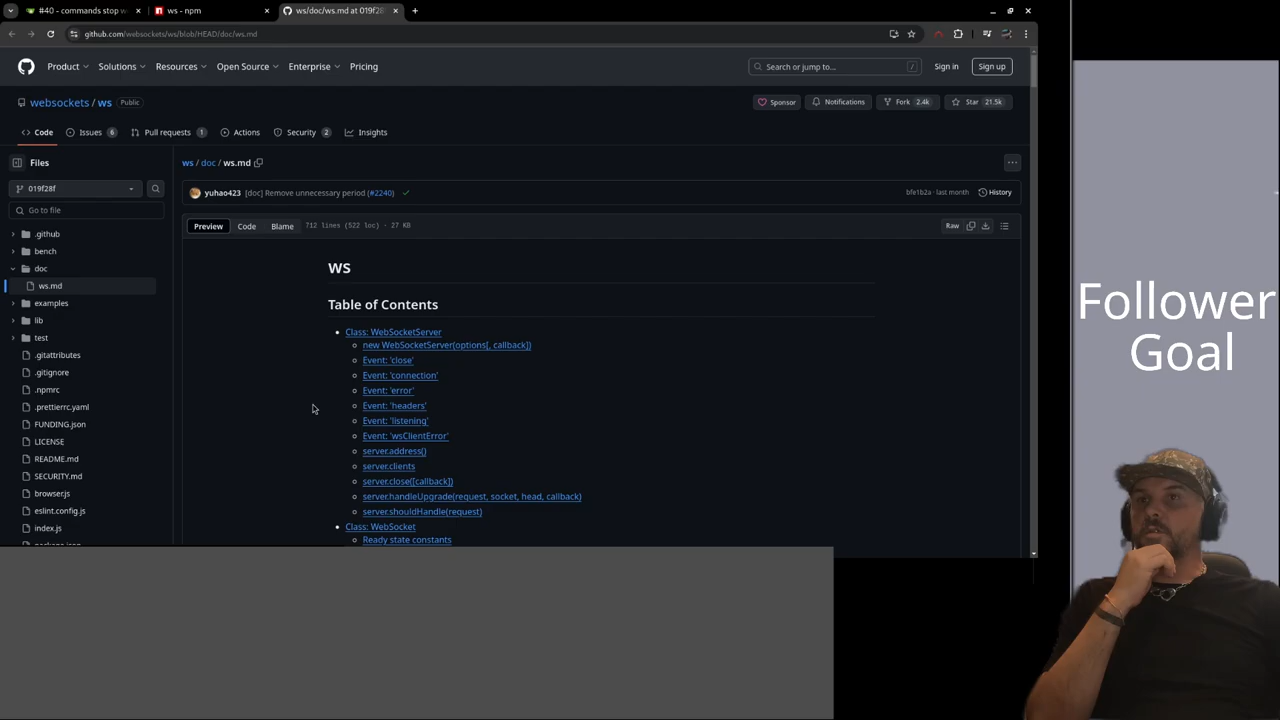 #40 - commands stop w
ws - npm
ws/doc/ws.md at 019f28f
github.com/websockets/ws/blob/HEAD/doc/ws.md
Product
Solutions
Resources
Open Source
Enterprise
Pricing
Search or jump to...
/
Sign in
Sign up
websockets / ws
Public
Sponsor
Notifications
Fork 2.4k
Star 21.5k
Code
Issues 6
Pull requests 1
Actions
Security 2
Insights
Files
019f28f
Go to file
.github
bench
doc
ws.md
examples
lib
test
.gitattributes
.gitignore
.npmrc
.prettierrc.yaml
FUNDING.json
LICENSE
README.md
SECURITY.md
browser.js
eslint.config.js
index.js
ws / doc / ws.md
yuhao423 [doc] Remove unnecessary period (#2240)
bfe1b2a · last month
History
Preview
Code
Blame
712 lines (522 loc) · 27 KB
Raw
ws
Table of Contents
Class: WebSocketServer
new WebSocketServer(options[, callback])
Event: 'close'
Event: 'connection'
Event: 'error'
Event: 'headers'
Event: 'listening'
Event: 'wsClientError'
server.address()
server.clients
server.close([callback])
server.handleUpgrade(request, socket, head, callback)
server.shouldHandle(request)
Class: WebSocket
Ready state constants
Follower
Goal